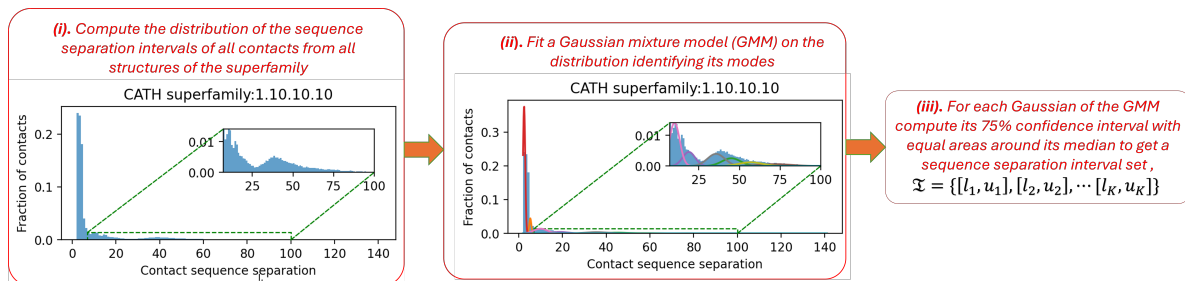 (i). Compute the distribution of the sequence
separation intervals of all contacts from all
structures of the superfamily
CATH superfamily:1.10.10.10
Fraction of contacts
0.2
0.1
0.0
0.01
0.00
25
50
75
100
0
20
40
60
80
100
120
140
Contact sequence separation
(ii). Fit a Gaussian mixture model (GMM) on the
distribution identifying its modes
CATH superfamily:1.10.10.10
Fraction of contacts
0.3
0.2
0.1
0.0
0.01
0.00
25
50
75
100
0
20
40
60
80
100
120
140
Contact sequence separation
(iii). For each Gaussian of the GMM
compute its 75% confidence interval with
equal areas around its median to get a
sequence separation interval set ,
𝔗 = {[l₁, u₁], [l₂, u₂], ⋯ [l_K, u_K]}